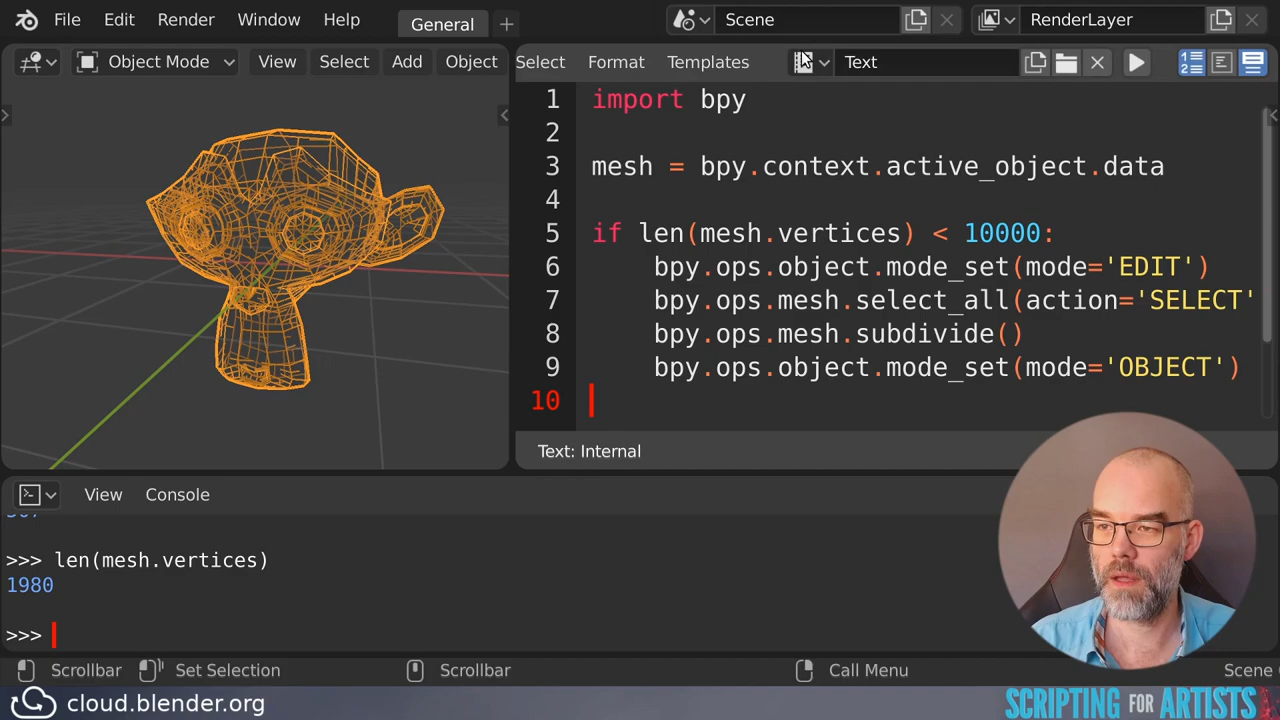 File Edit Render Window Help General + Scene RenderLayer
Object Mode View Select Add Object Select Format Templates Text
1 import bpy
2
3 mesh = bpy.context.active_object.data
4
5 if len(mesh.vertices) < 10000:
6 bpy.ops.object.mode_set(mode='EDIT')
7 bpy.ops.mesh.select_all(action='SELECT'
8 bpy.ops.mesh.subdivide()
9 bpy.ops.object.mode_set(mode='OBJECT')
10
Text: Internal
View Console
>>> len(mesh.vertices)
1980
>>>
Scrollbar Set Selection Scrollbar Call Menu Scene
cloud.blender.org SCRIPTING FOR ARTISTS